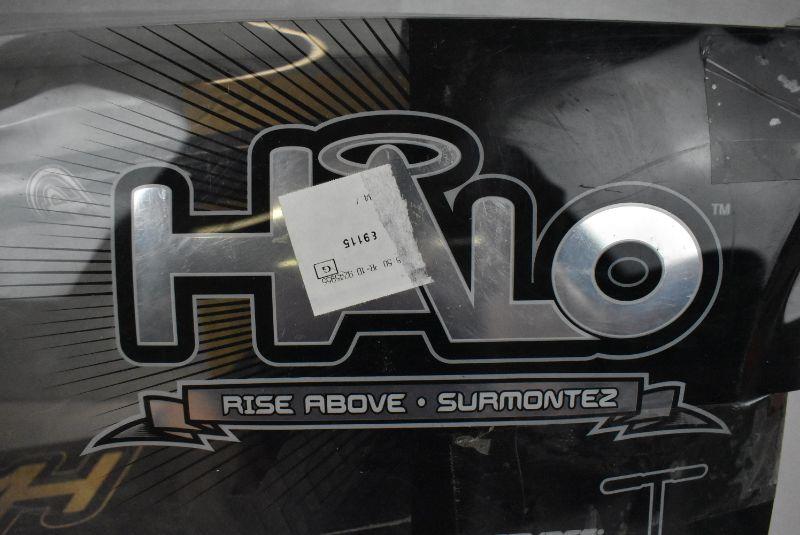 HALO ™
E9115
G
RISE ABOVE • SURMONTEZ